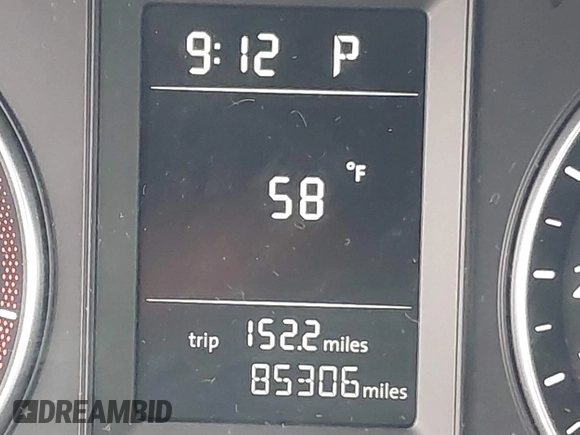 9:12 P
°F
58
trip 152.2 miles
85306 miles
DREAMBID